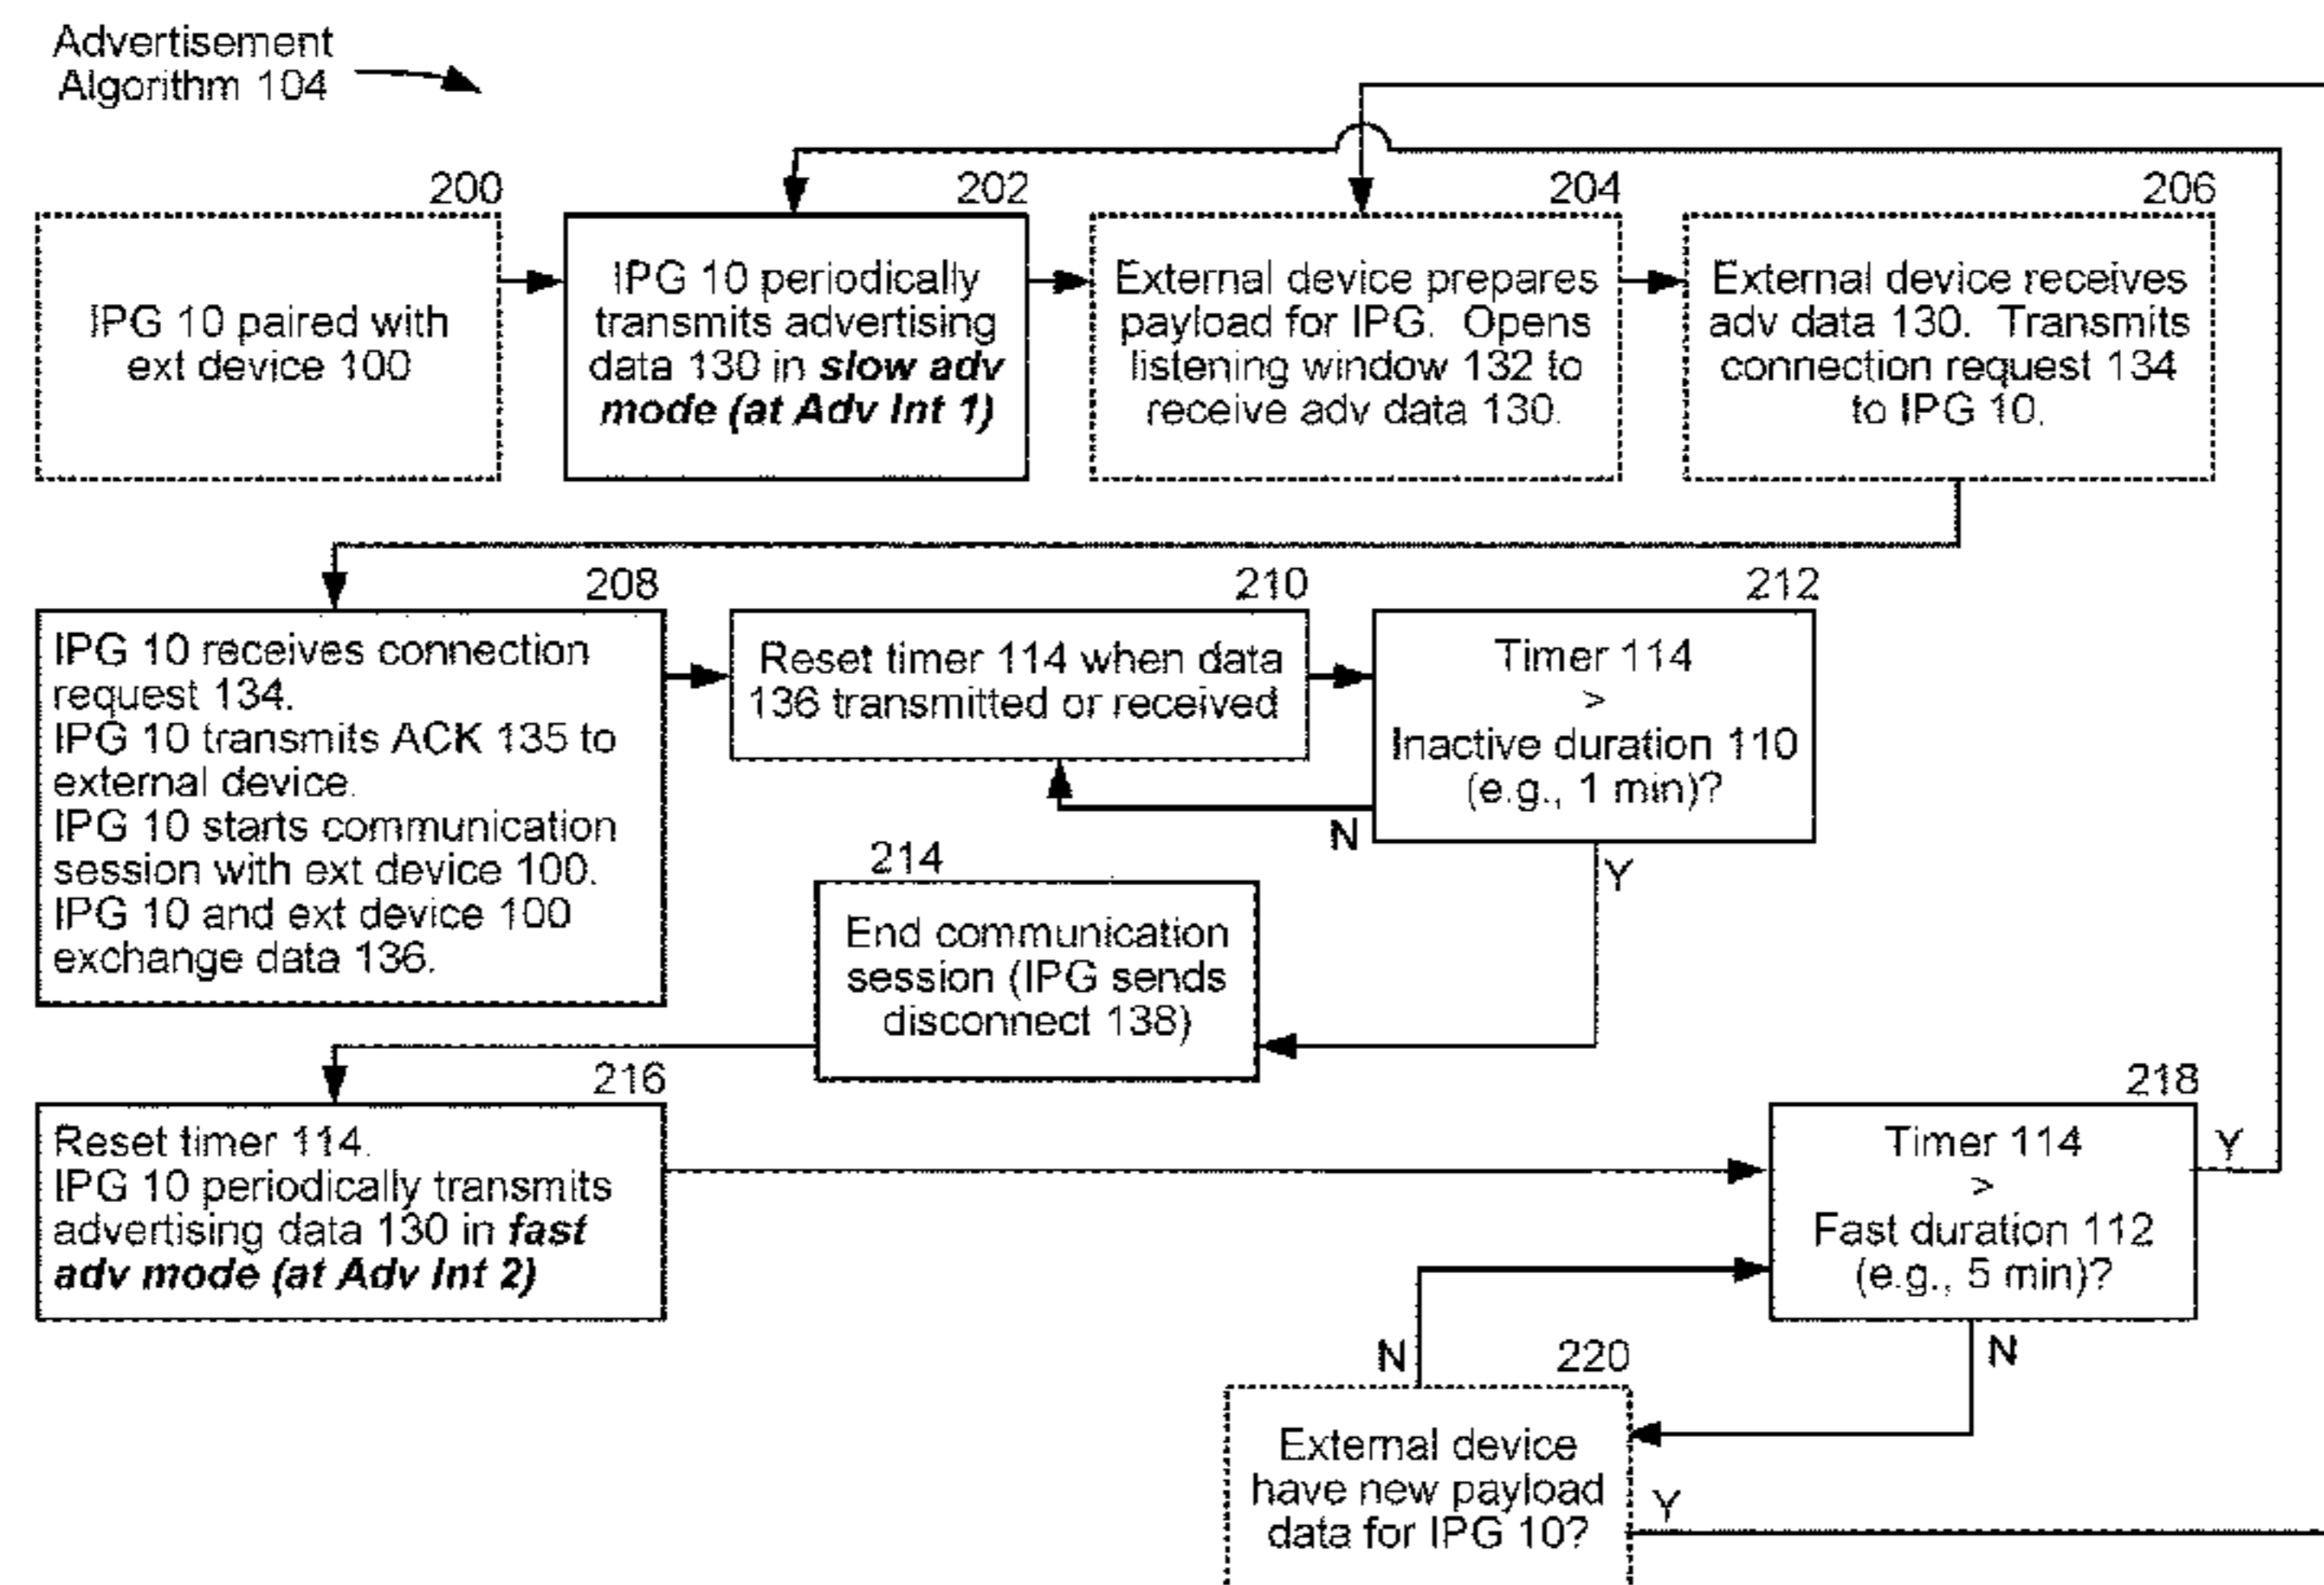 Advertisement
Algorithm 104
200
IPG 10 paired with
ext device 100
202
IPG 10 periodically
transmits advertising
data 130 in slow adv
mode (at Adv Int 1)
204
External device prepares
payload for IPG. Opens
listening window 132 to
receive adv data 130.
206
External device receives
adv data 130. Transmits
connection request 134
to IPG 10.
208
IPG 10 receives connection
request 134.
IPG 10 transmits ACK 135 to
external device.
IPG 10 starts communication
session with ext device 100.
IPG 10 and ext device 100
exchange data 136.
210
Reset timer 114 when data
136 transmitted or received
212
Timer 114
>
Inactive duration 110
(e.g., 1 min)?
N
Y
214
End communication
session (IPG sends
disconnect 138)
216
Reset timer 114.
IPG 10 periodically transmits
advertising data 130 in fast
adv mode (at Adv Int 2)
218
Timer 114
>
Fast duration 112
(e.g., 5 min)?
Y
N
N
220
External device
have new payload
data for IPG 10?
Y